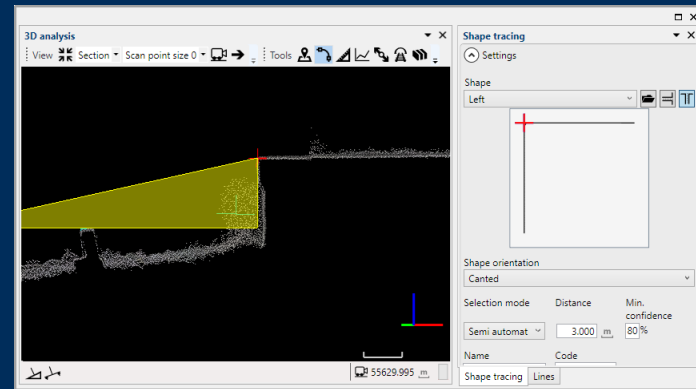 3D analysis
Shape tracing
View Section Scan point size 0 Tools
Settings
Shape
Left
Shape orientation
Canted
Selection mode Distance Min. confidence
Semi automat 3.000 m 80 %
Name Code
55629.995 m
Shape tracing Lines